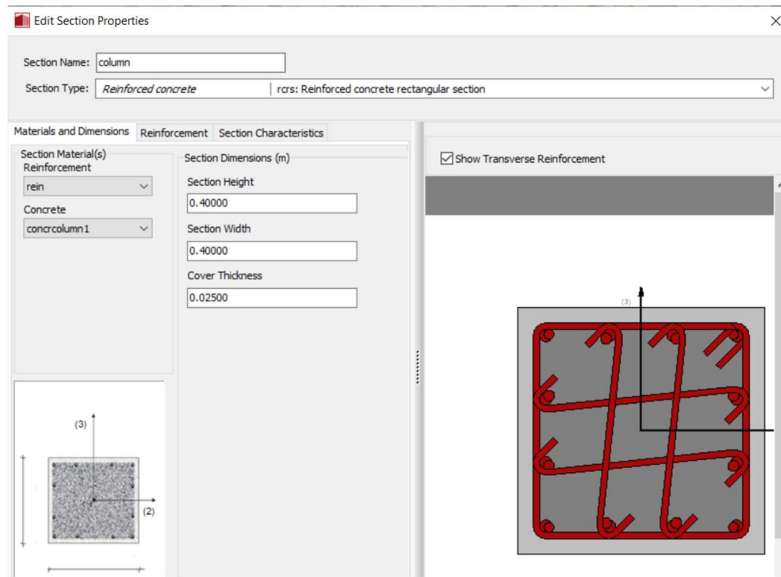 Edit Section Properties
Section Name: column
Section Type: Reinforced concrete rcrs: Reinforced concrete rectangular section
Materials and Dimensions Reinforcement Section Characteristics
Section Material(s)
Reinforcement
rein
Concrete
concrcolumn1
Section Dimensions (m)
Section Height
0.40000
Section Width
0.40000
Cover Thickness
0.02500
Show Transverse Reinforcement
(3)
(3)
(2)